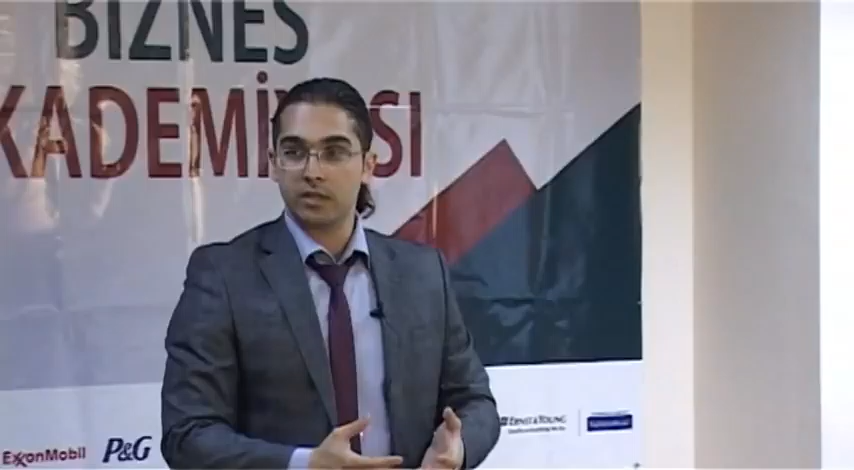 BIZNES
KADEMİ SI
ExxonMobil
P&G
ERNST & YOUNG